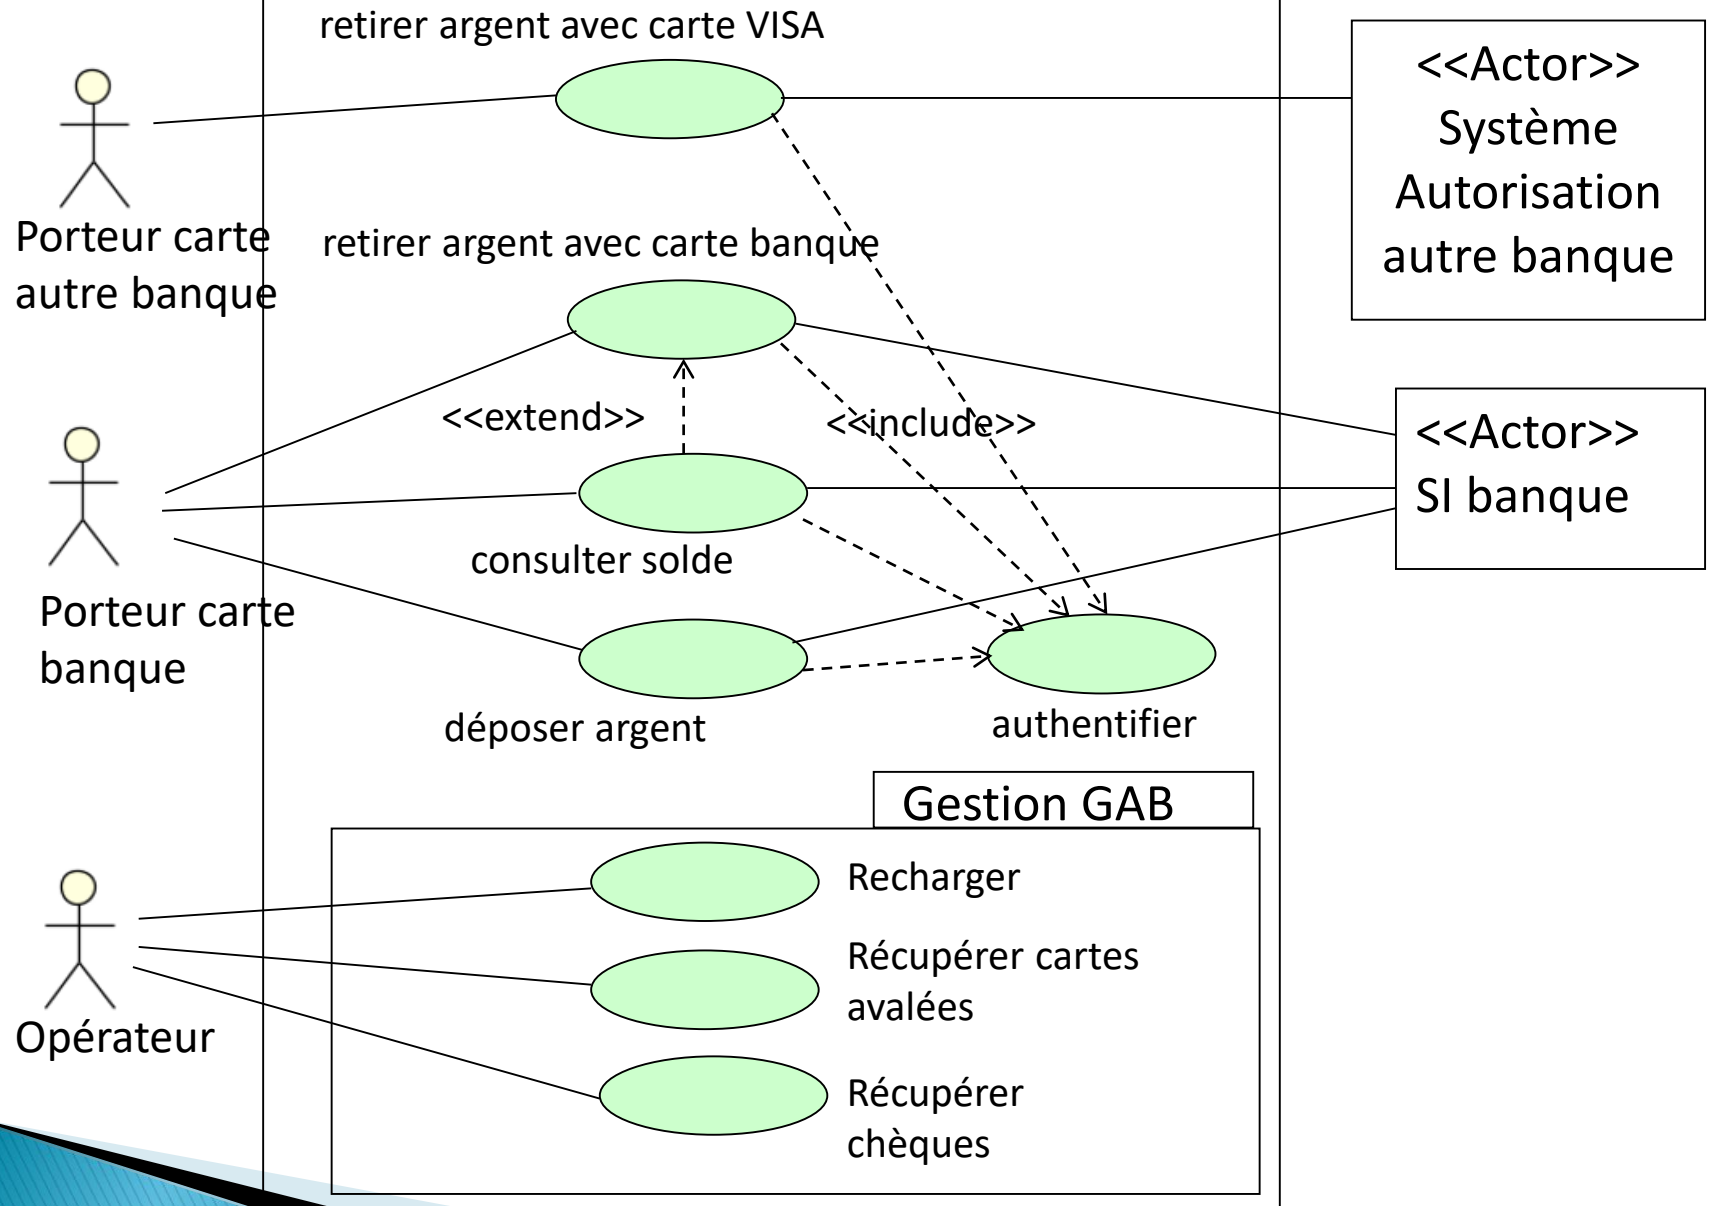 retirer argent avec carte VISA
<<Actor>>
Système
Autorisation
autre banque
Porteur carte
autre banque
retirer argent avec carte banque
<<extend>>
<<include>>
<<Actor>>
SI banque
consulter solde
Porteur carte
banque
déposer argent
authentifier
Gestion GAB
Recharger
Récupérer cartes
avalées
Opérateur
Récupérer
chèques